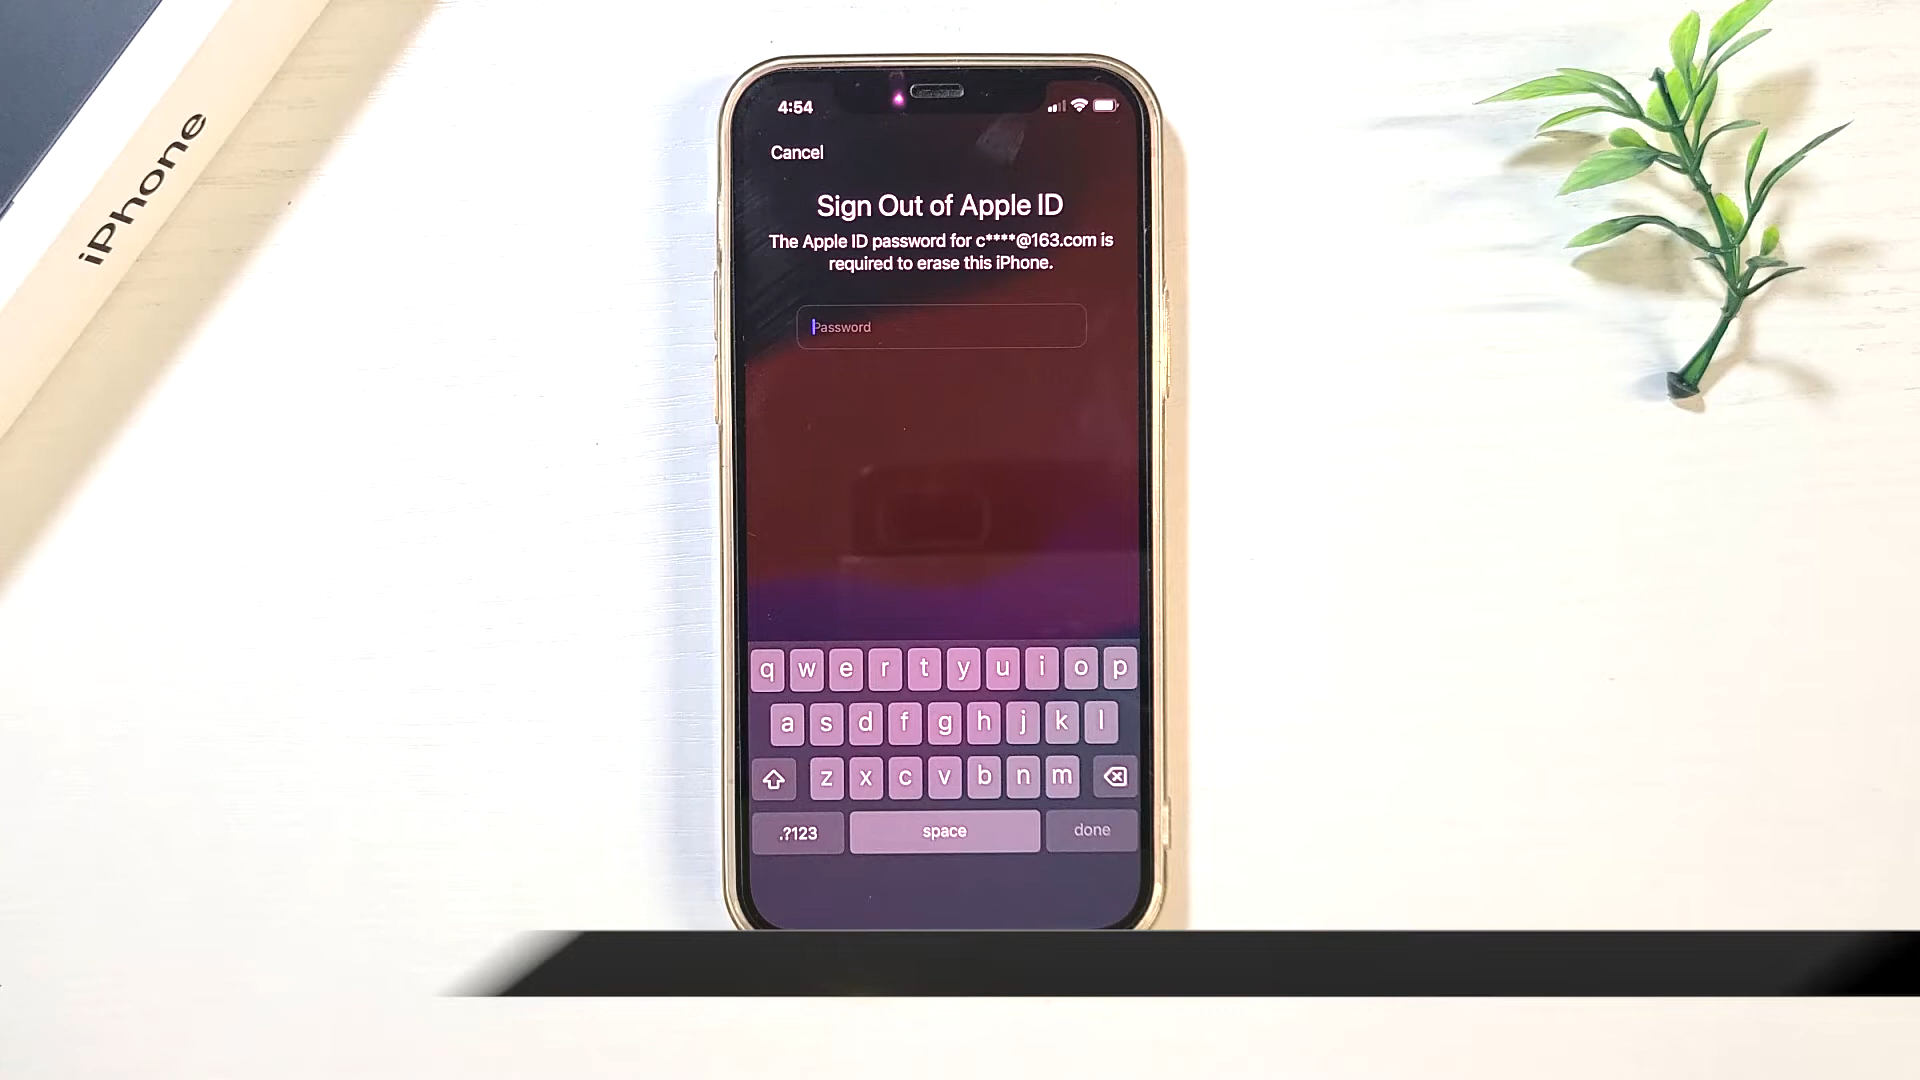 iPhone
4:54
Cancel
Sign Out of Apple ID
The Apple ID password for c****@163.com is
required to erase this iPhone.
Password
q w e r t y u i o p
a s d f g h j k l
z x c v b n m
.?123 space done